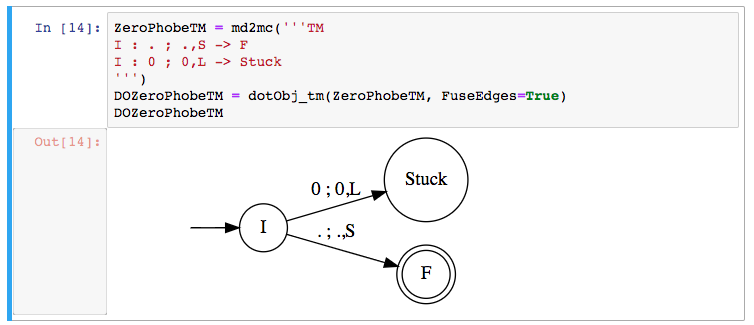 In [14]: ZeroPhobeTM = md2mc('''TM
I : . ; .,S -> F
I : 0 ; 0,L -> Stuck
''')
DOZeroPhobeTM = dotObj_tm(ZeroPhobeTM, FuseEdges=True)
DOZeroPhobeTM
Out[14]:
Stuck
0 ; 0,L
I
. ; .,S
F